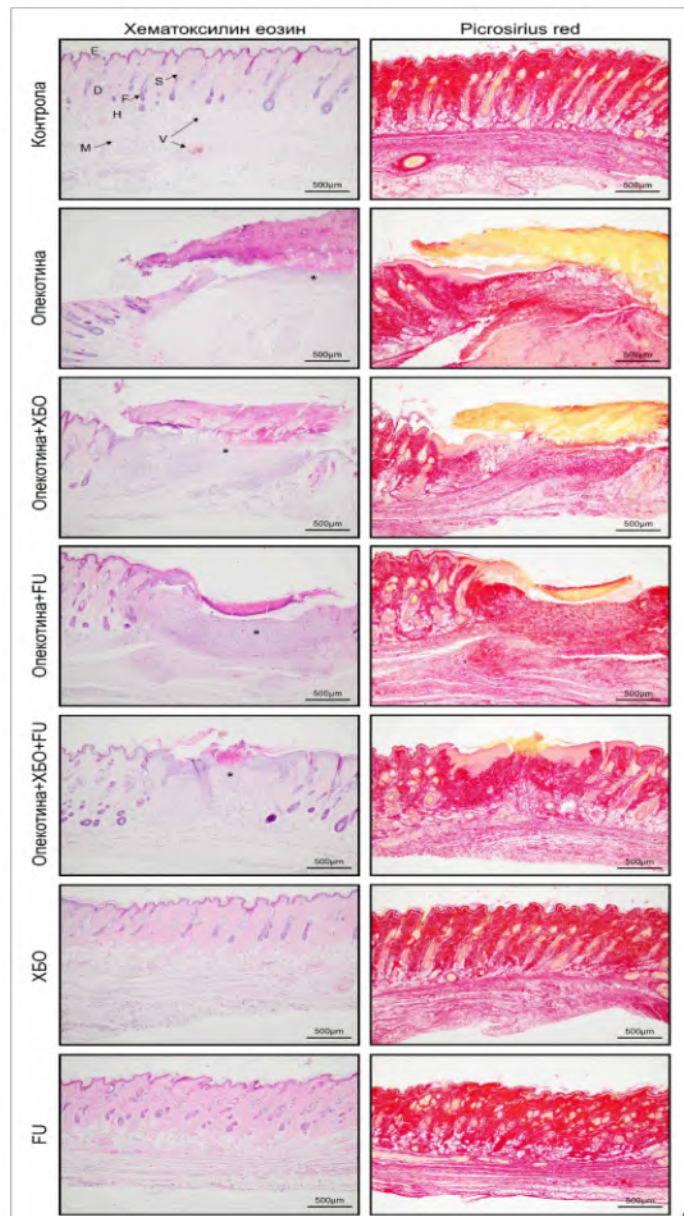 Хематоксилин еозин Picrosirius red
Контрола
E
S
D
F
H
M
V
500µm 500µm
Опекотина
*
500µm 500µm
Опекотина+ХБО
*
500µm 500µm
Опекотина+FU
*
500µm 500µm
Опекотина+ХБО+FU
*
500µm 500µm
ХБО
500µm 500µm
FU
500µm 500µm